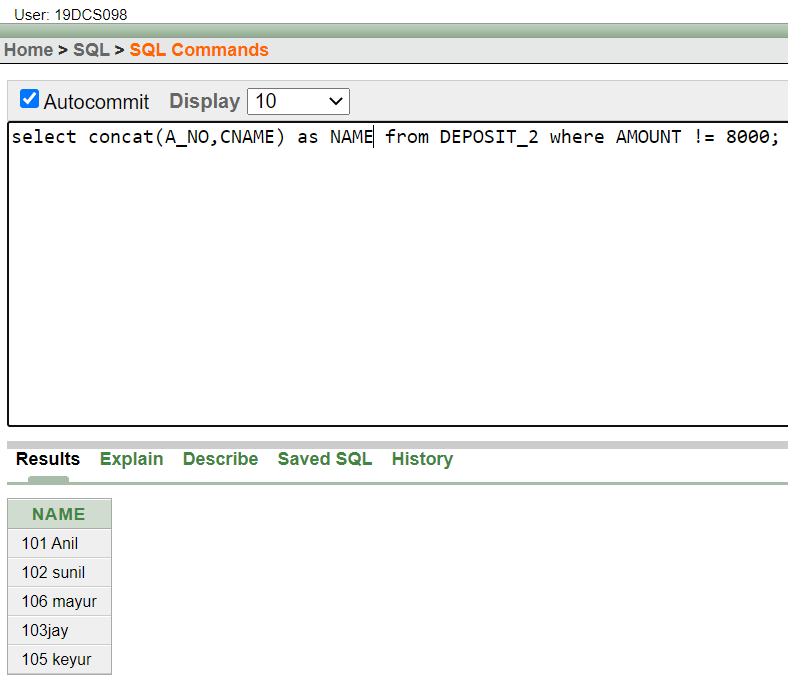 User: 19DCS098
Home > SQL > SQL Commands
Autocommit Display 10
select concat(A_NO,CNAME) as NAME from DEPOSIT_2 where AMOUNT != 8000;
Results Explain Describe Saved SQL History
NAME
101 Anil
102 sunil
106 mayur
103jay
105 keyur